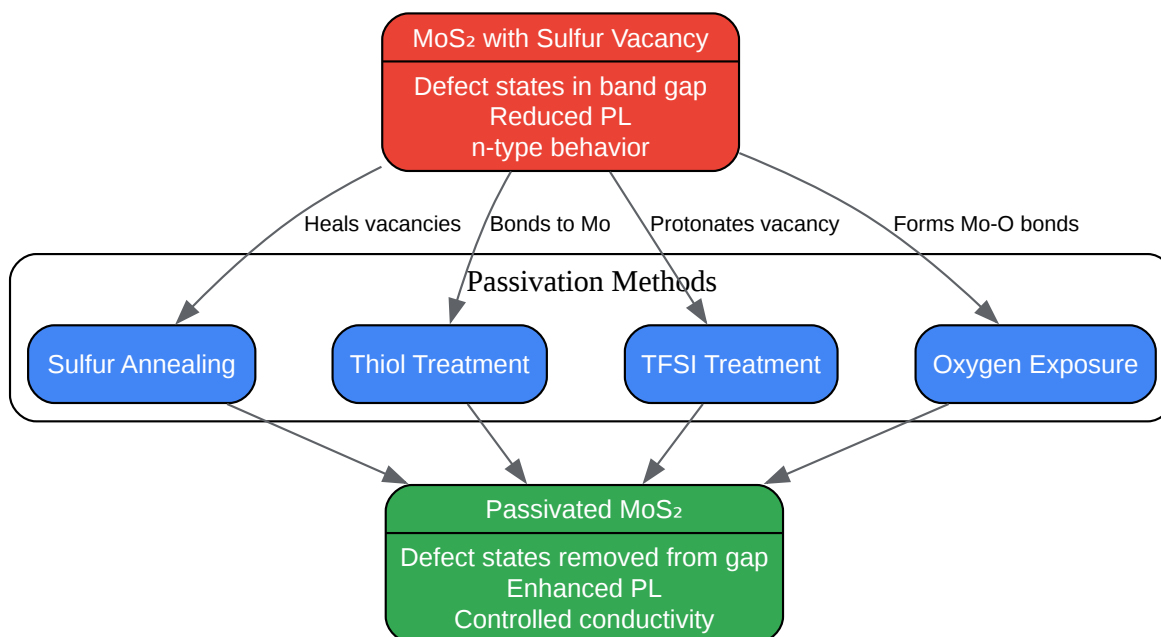 MoS₂ with Sulfur Vacancy
Defect states in band gap
Reduced PL
n-type behavior
Heals vacancies
Bonds to Mo
Protonates vacancy
Forms Mo-O bonds
Passivation Methods
Sulfur Annealing
Thiol Treatment
TFSI Treatment
Oxygen Exposure
Passivated MoS₂
Defect states removed from gap
Enhanced PL
Controlled conductivity